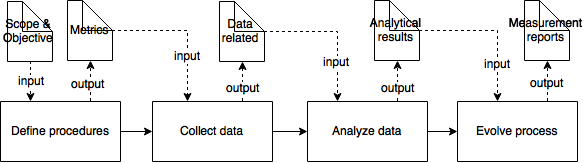 Scope &
Objective
Metrics
Data
related
Analytical
results
Measurement
reports
input
output
input
output
input
output
input
output
Define procedures
Collect data
Analyze data
Evolve process